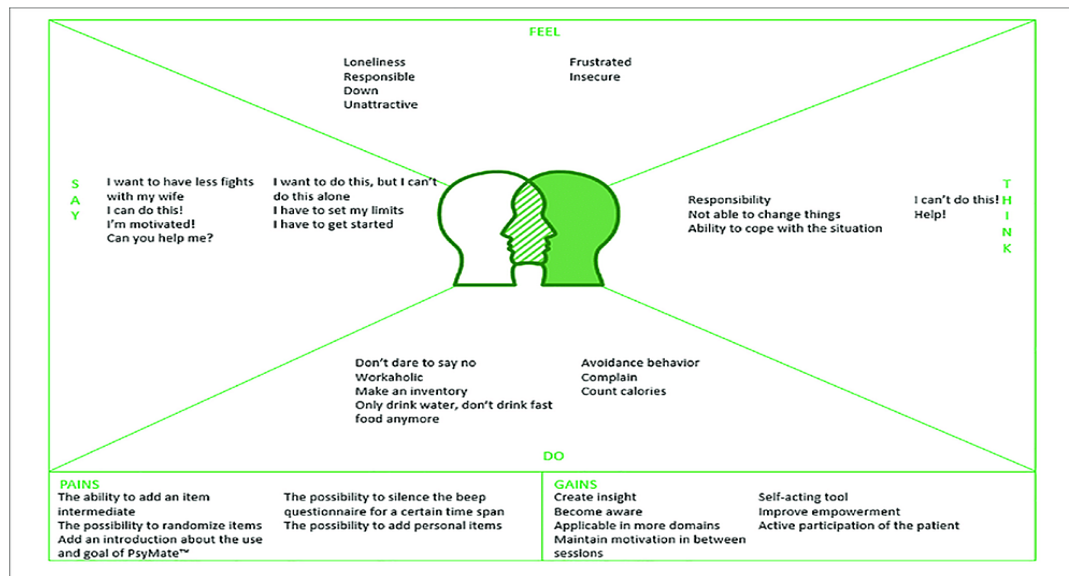 FEEL
Loneliness
Responsible
Down
Unattractive
Frustrated
Insecure
SAY
I want to have less fights
with my wife
I can do this!
I'm motivated!
Can you help me?
I want to do this, but I can't
do this alone
I have to set my limits
I have to get started
Responsibility
Not able to change things
Ability to cope with the situation
I can't do this!
Help!
THINK
Don't dare to say no
Workaholic
Make an inventory
Only drink water, don't drink fast
food anymore
Avoidance behavior
Complain
Count calories
DO
PAINS
The ability to add an item
intermediate
The possibility to randomize items
Add an introduction about the use
and goal of PsyMate™
The possibility to silence the beep
questionnaire for a certain time span
The possibility to add personal items
GAINS
Create insight
Become aware
Applicable in more domains
Maintain motivation in between
sessions
Self-acting tool
Improve empowerment
Active participation of the patient